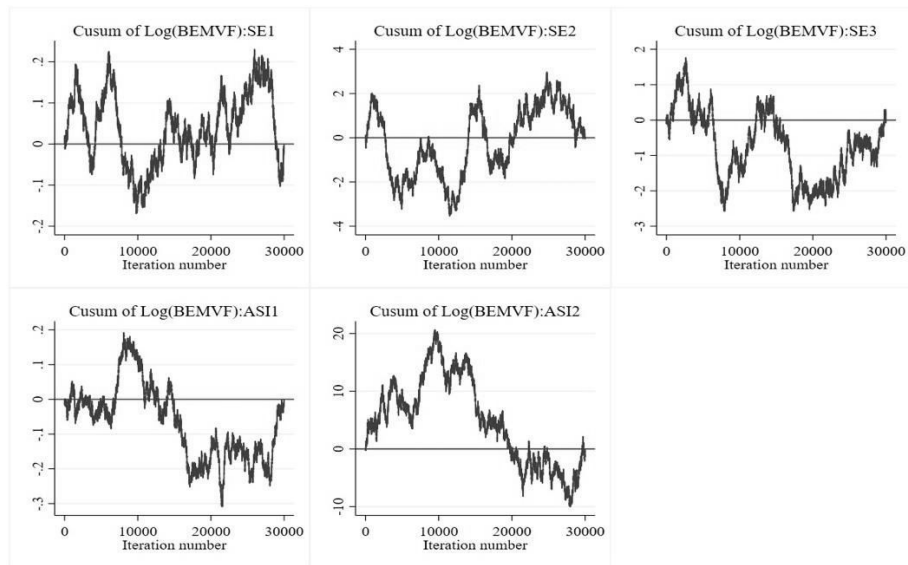 Cusum of Log(BEMVF):SE1
.2
.1
0
-.1
-.2
0 10000 20000 30000
Iteration number
Cusum of Log(BEMVF):SE2
4
2
0
-2
-4
0 10000 20000 30000
Iteration number
Cusum of Log(BEMVF):SE3
2
1
0
-1
-2
-3
0 10000 20000 30000
Iteration number
Cusum of Log(BEMVF):ASI1
.2
.1
0
-.1
-.2
-.3
0 10000 20000 30000
Iteration number
Cusum of Log(BEMVF):ASI2
20
10
0
-10
0 10000 20000 30000
Iteration number